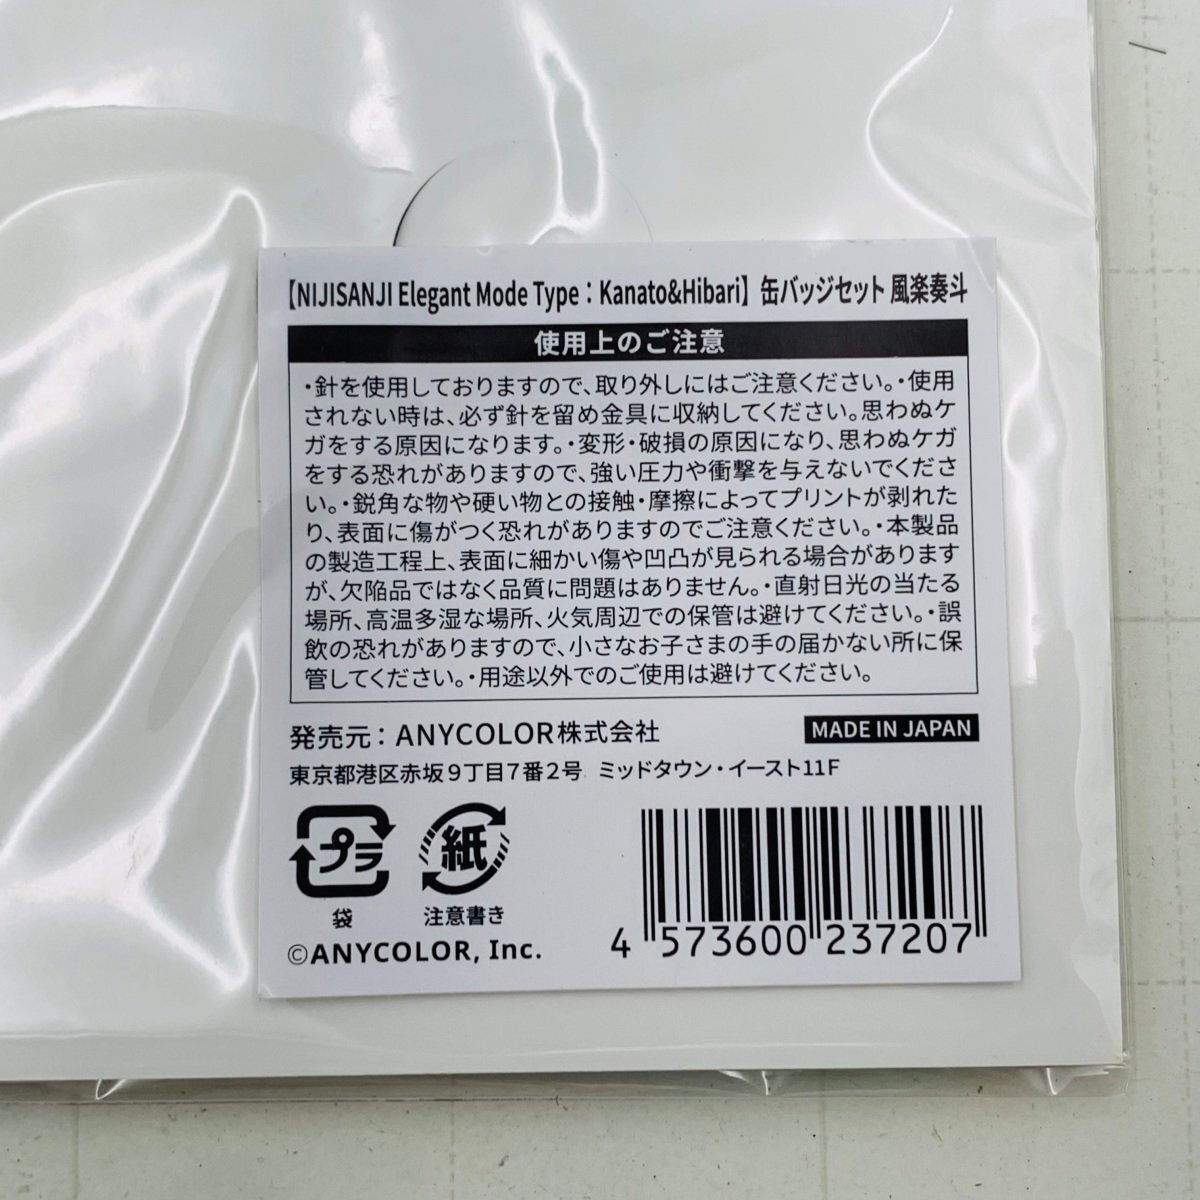 【NIJISANJI Elegant Mode Type：Kanato&Hibari】缶バッジセット 風楽奏斗
使用上のご注意
・針を使用しておりますので、取り外しにはご注意ください。・使用
されない時は、必ず針を留め金具に収納してください。思わぬケ
ガをする原因になります。・変形・破損の原因になり、思わぬケガ
をする恐れがありますので、強い圧力や衝撃を与えないでくださ
い。・鋭角な物や硬い物との接触・摩擦によってプリントが剥れた
り、表面に傷がつく恐れがありますのでご注意ください。・本製品
の製造工程上、表面に細かい傷や凹凸が見られる場合があります
が、欠陥品ではなく品質に問題はありません。・直射日光の当たる
場所、高温多湿な場所、火気周辺での保管は避けてください。・誤
飲の恐れがありますので、小さなお子さまの手の届かない所に保
管してください。・用途以外でのご使用は避けてください。
発売元：ANYCOLOR株式会社
MADE IN JAPAN
東京都港区赤坂9丁目7番2号 ミッドタウン・イースト11F
プラ
紙
袋
注意書き
©ANYCOLOR, Inc.
4 573600 237207